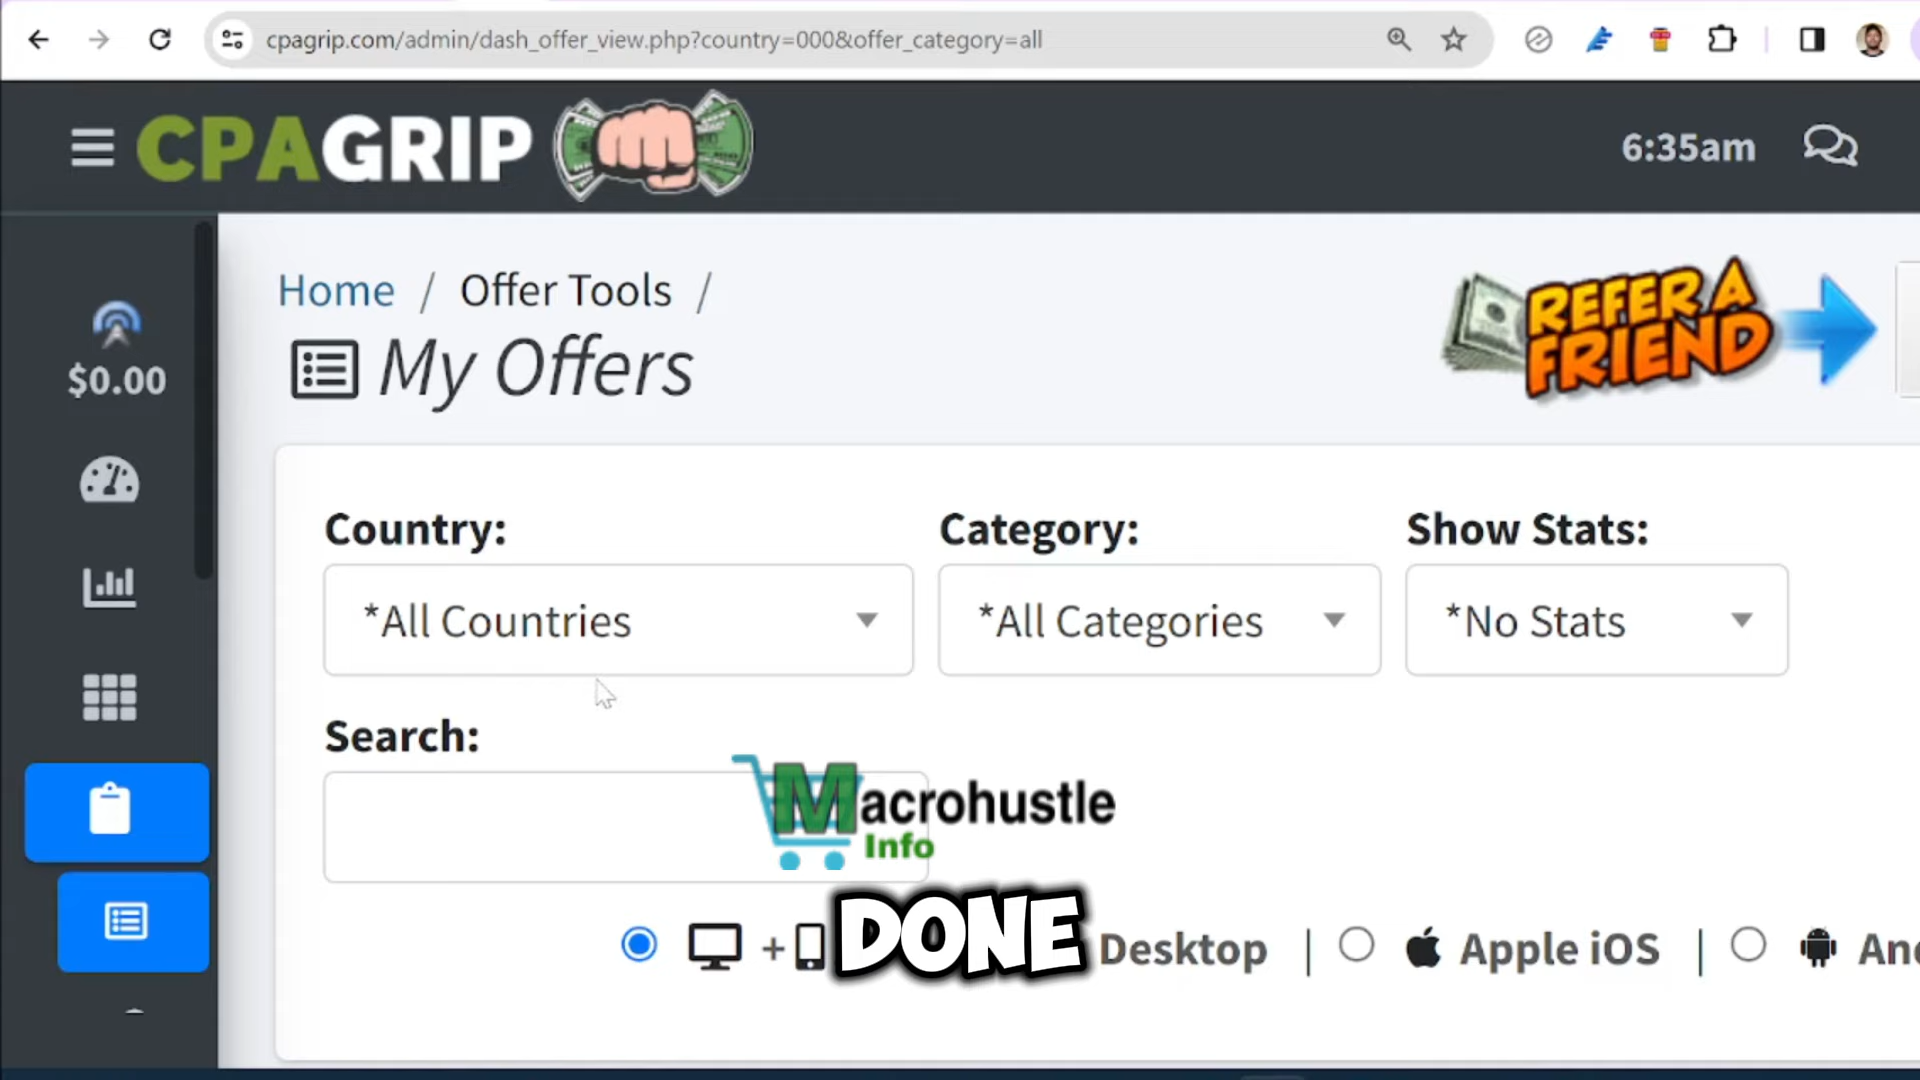 cpagrip.com/admin/dash_offer_view.php?country=000&offer_category=all
CPAGRIP
6:35am
$0.00
Home / Offer Tools /
My Offers
REFER A
FRIEND
Country: Category: Show Stats:
*All Countries *All Categories *No Stats
Search:
Macrohustle
Info
DONE
+ Desktop | Apple iOS | And